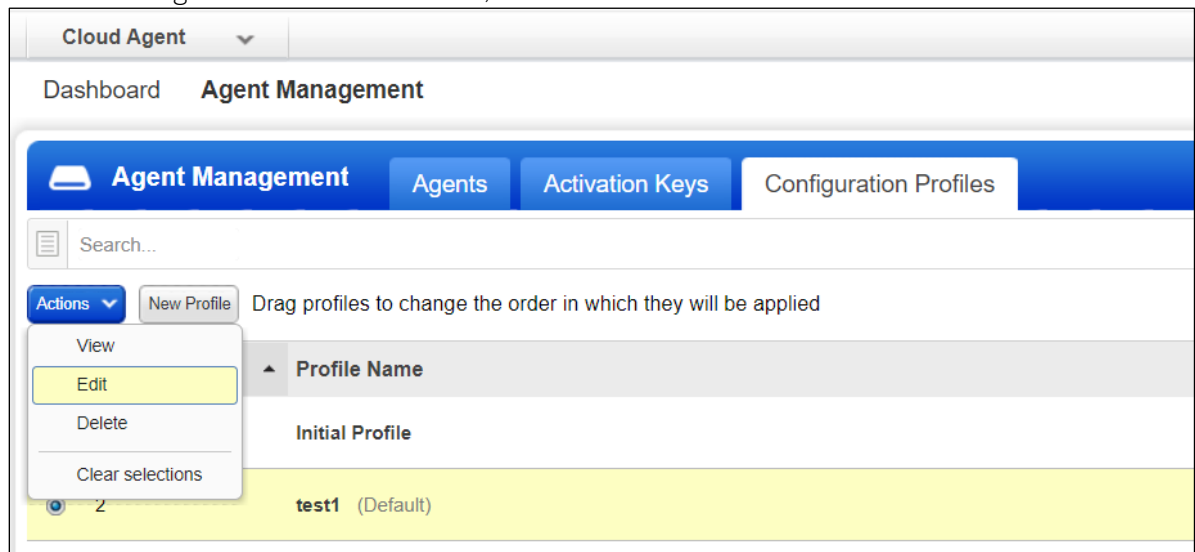 Cloud Agent
Dashboard Agent Management
Agent Management Agents Activation Keys Configuration Profiles
Search...
Actions New Profile Drag profiles to change the order in which they will be applied
View
Edit
Profile Name
Delete
Initial Profile
Clear selections
2 test1 (Default)